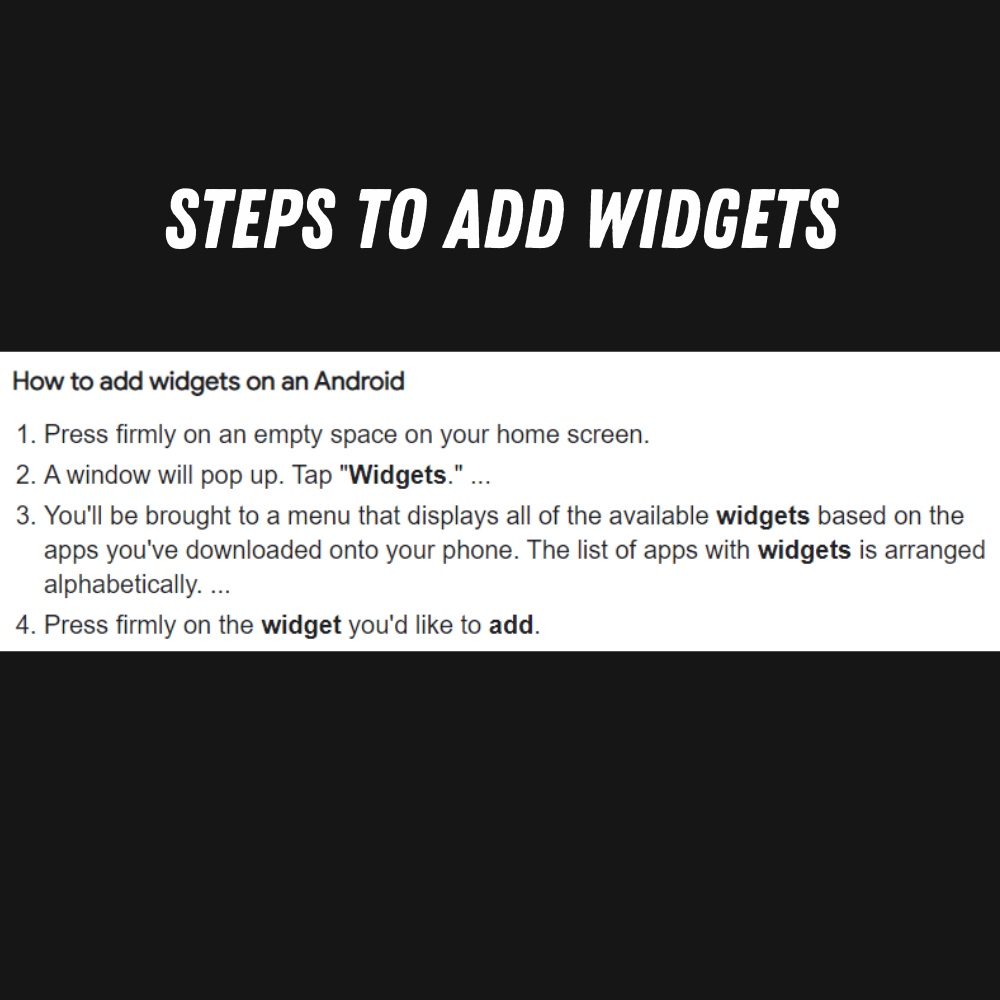 STEPS TO ADD WIDGETS
How to add widgets on an Android
1. Press firmly on an empty space on your home screen.
2. A window will pop up. Tap "Widgets." ...
3. You'll be brought to a menu that displays all of the available widgets based on the
apps you've downloaded onto your phone. The list of apps with widgets is arranged
alphabetically. ...
4. Press firmly on the widget you'd like to add.